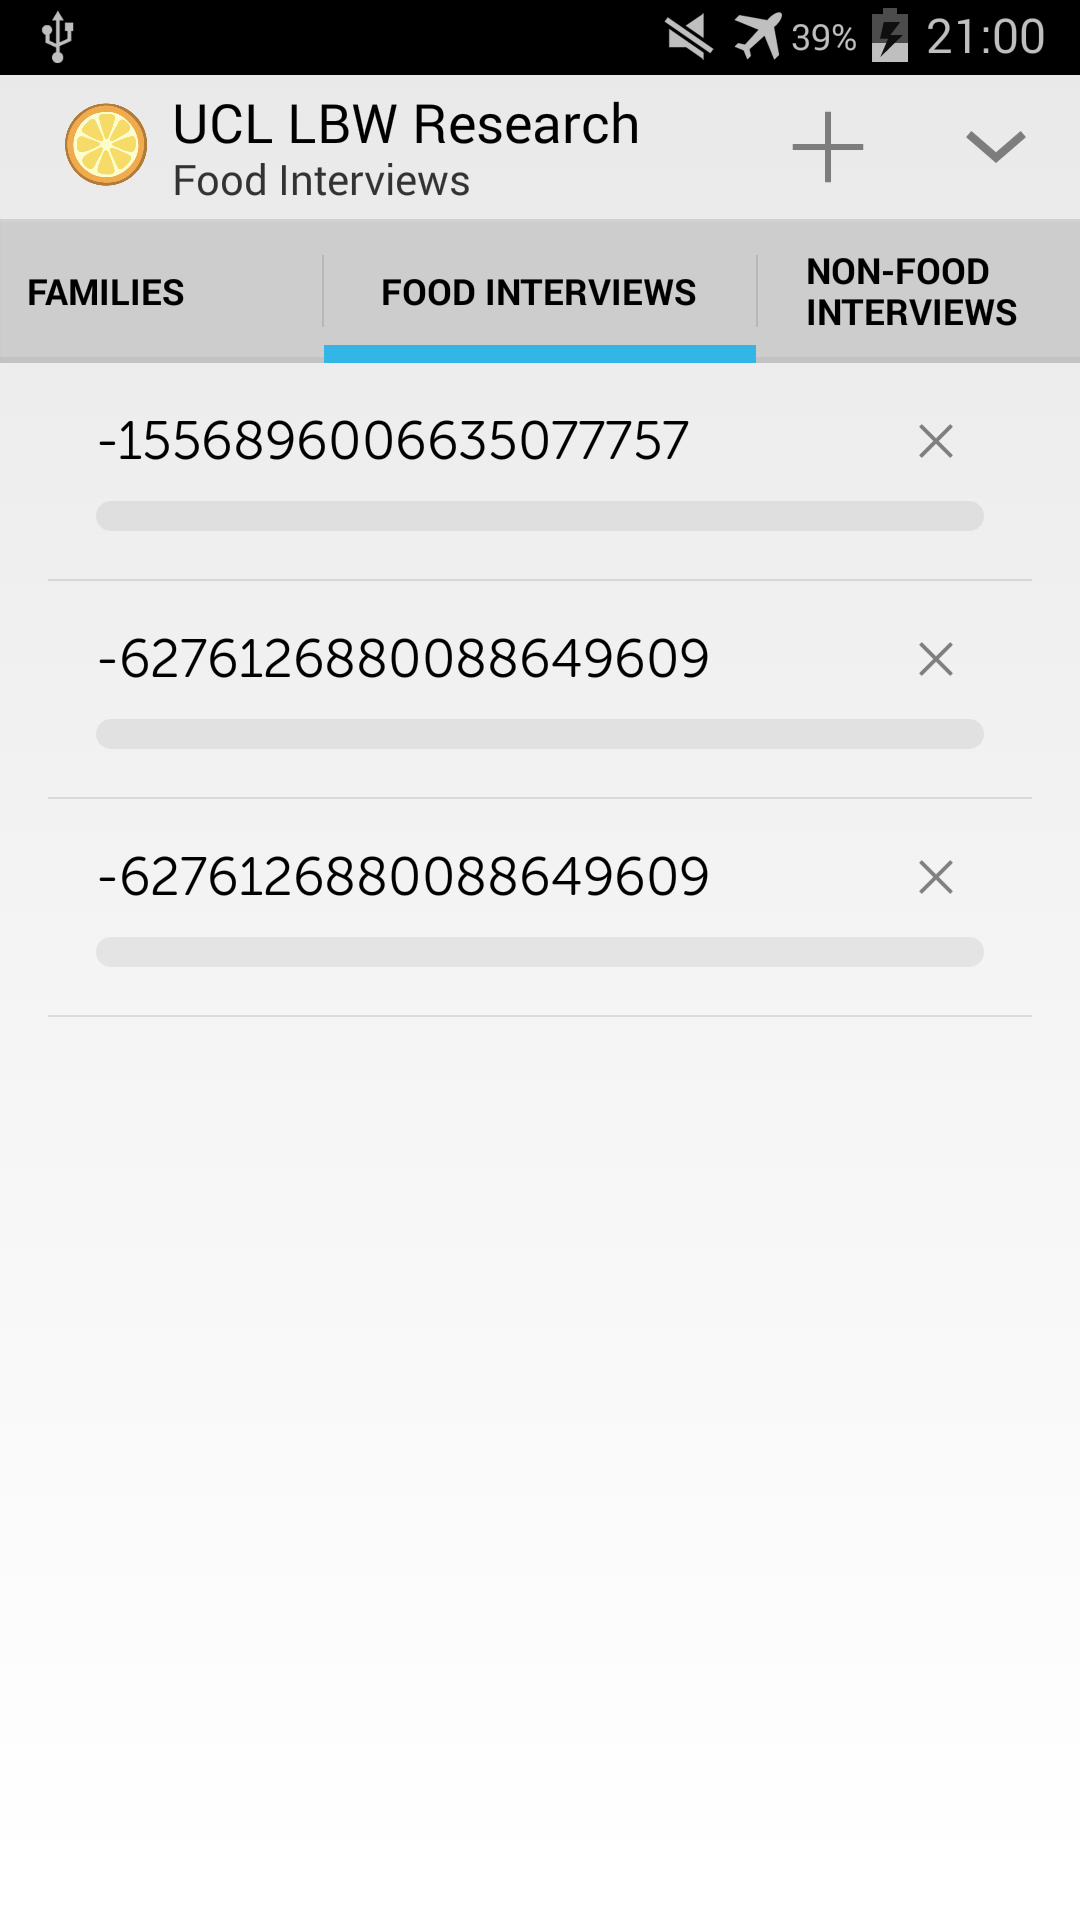 39% 21:00
UCL LBW Research
Food Interviews
FAMILIES
FOOD INTERVIEWS
NON-FOOD
INTERVIEWS
-1556896006635077757
-6276126880088649609
-6276126880088649609